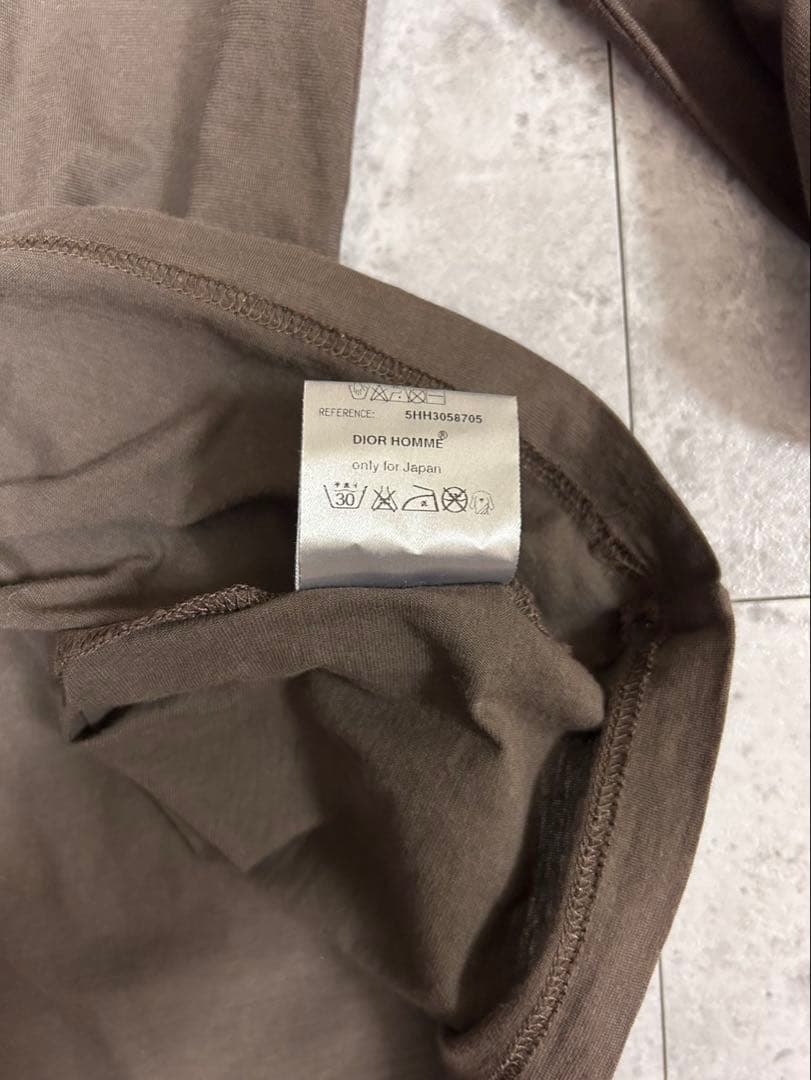 REFERENCE: 5HH3058705
DIOR HOMME®
only for Japan
30